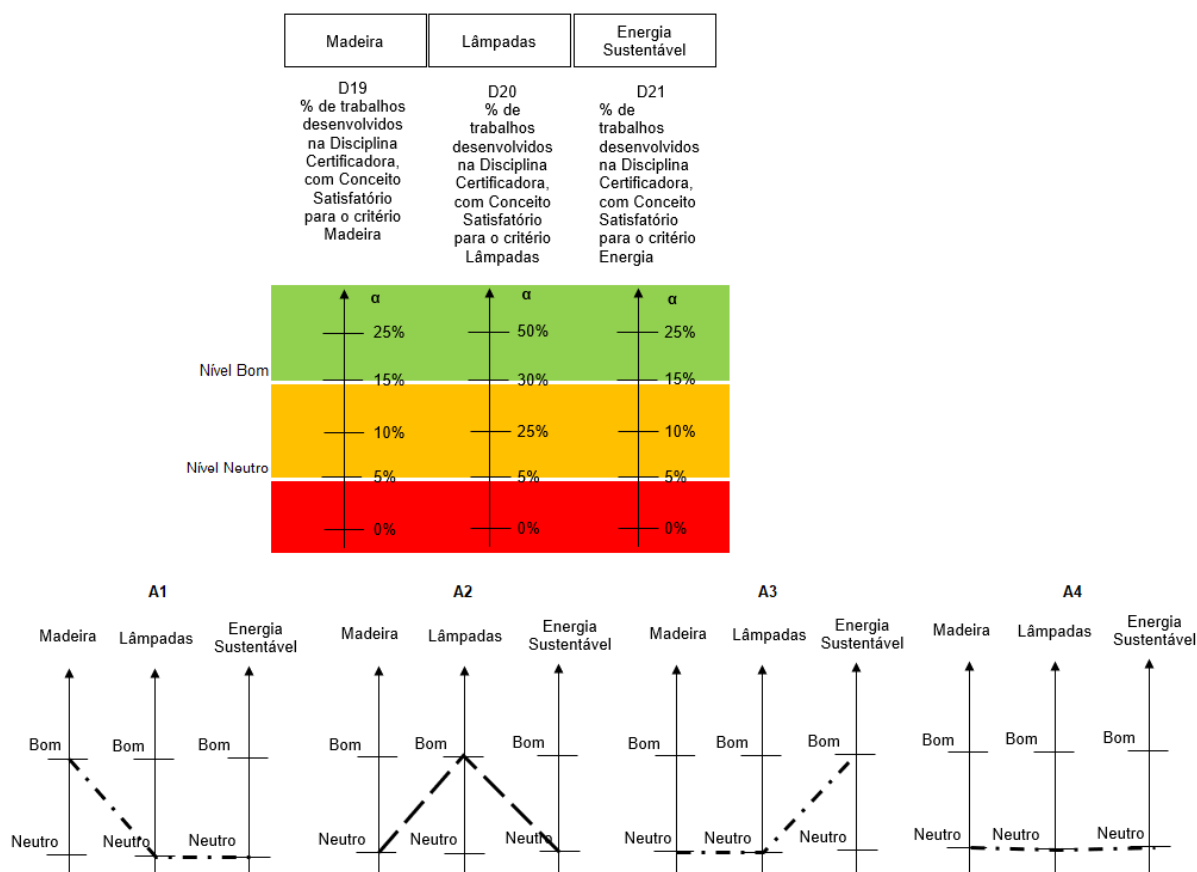 Madeira
Lâmpadas
Energia
Sustentável
D19
% de trabalhos
desenvolvidos
na Disciplina
Certificadora,
com Conceito
Satisfatório
para o critério
Madeira
D20
% de
trabalhos
desenvolvidos
na Disciplina
Certificadora,
com Conceito
Satisfatório
para o critério
Lâmpadas
D21
% de
trabalhos
desenvolvidos
na Disciplina
Certificadora,
com Conceito
Satisfatório
para o critério
Energia
α α α
25% 50% 25%
Nível Bom
15% 30% 15%
10% 25% 10%
Nível Neutro
5% 5% 5%
0% 0% 0%
A1
Madeira Lâmpadas Energia
Sustentável
Bom Bom Bom
Neutro Neutro Neutro
A2
Madeira Lâmpadas Energia
Sustentável
Bom Bom Bom
Neutro Neutro Neutro
A3
Madeira Lâmpadas Energia
Sustentável
Bom Bom Bom
Neutro Neutro Neutro
A4
Madeira Lâmpadas Energia
Sustentável
Bom Bom Bom
Neutro Neutro Neutro